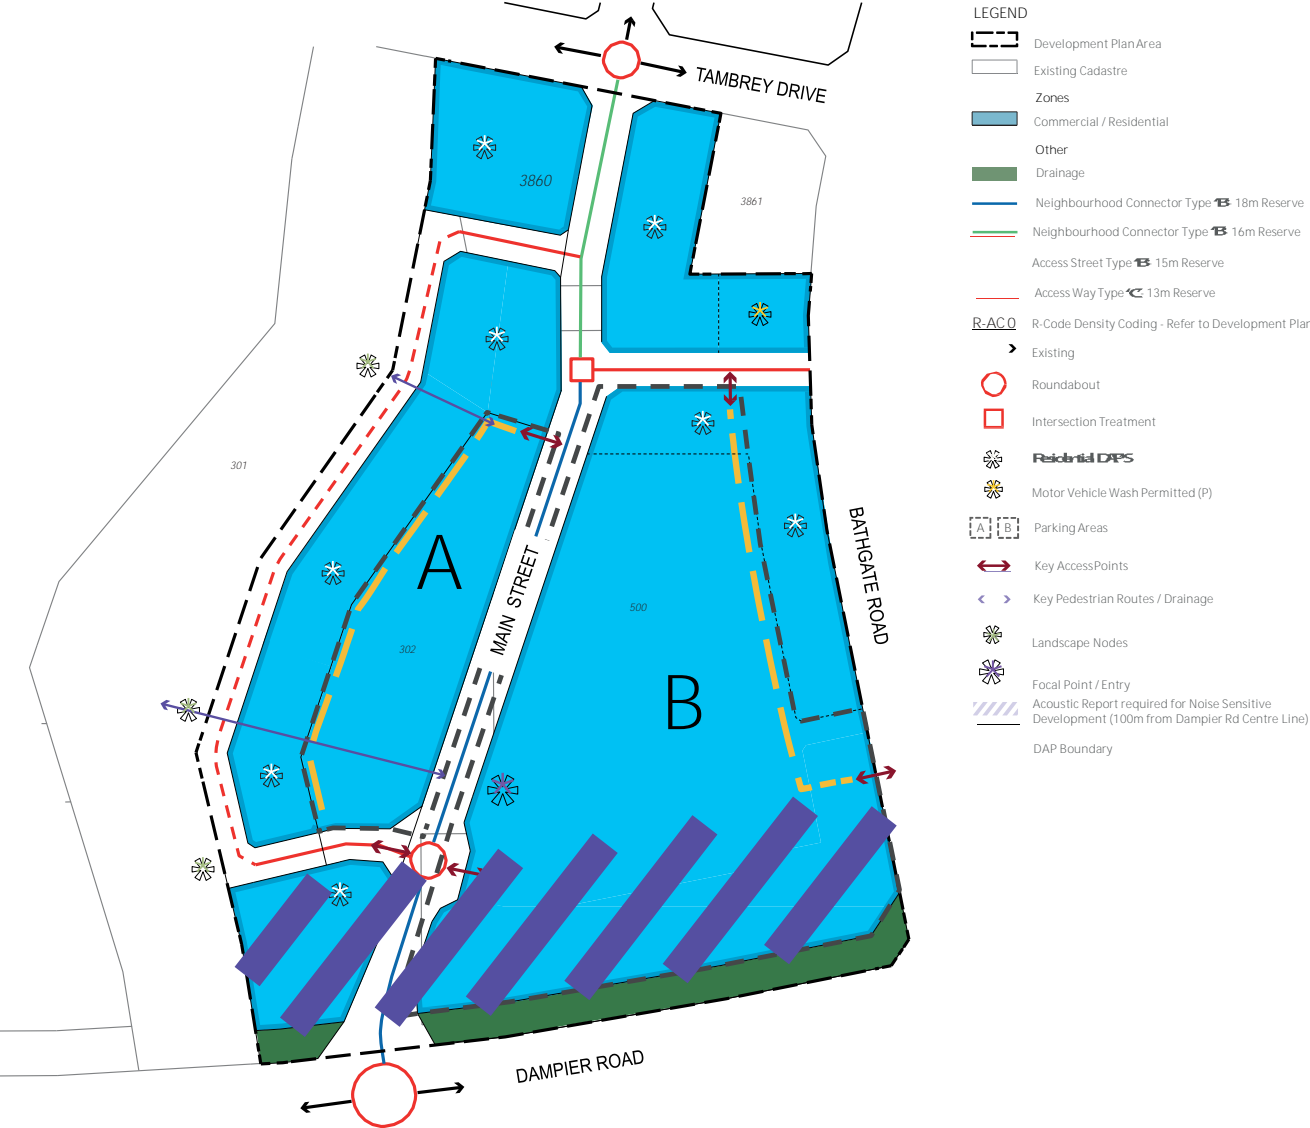 TAMBREY DRIVE
3860
3861
301
A
302
MAIN STREET
500
B
BATHGATE ROAD
DAMPIER ROAD
LEGEND
Development Plan Area
Existing Cadastre
Zones
Commercial / Residential
Other
Drainage
Neighbourhood Connector Type B 18m Reserve
Neighbourhood Connector Type B 16m Reserve
Access Street Type B 15m Reserve
Access Way Type C 13m Reserve
R-AC0 R-Code Density Coding - Refer to Development Plan
Existing
Roundabout
Intersection Treatment
Residential DAP'S
Motor Vehicle Wash Permitted (P)
A B Parking Areas
Key Access Points
Key Pedestrian Routes / Drainage
Landscape Nodes
Focal Point / Entry
Acoustic Report required for Noise Sensitive
Development (100m from Dampier Rd Centre Line)
DAP Boundary